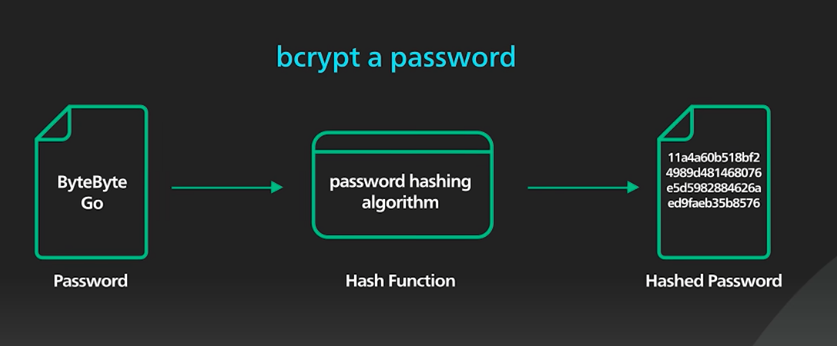 bcrypt a password
ByteByte
Go
password hashing
algorithm
11a4a60b518bf2
4989d481468076
e5d5982884626a
ed9faeb35b8576
Password
Hash Function
Hashed Password